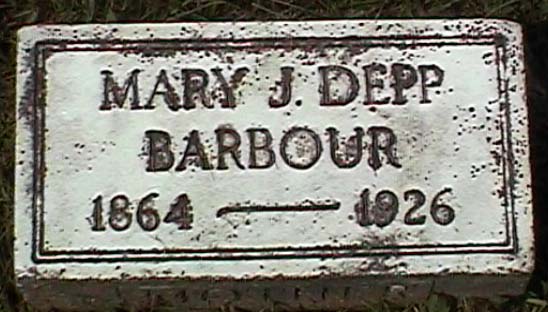 MARY J. DEPP
BARBOUR
1864 — 1926